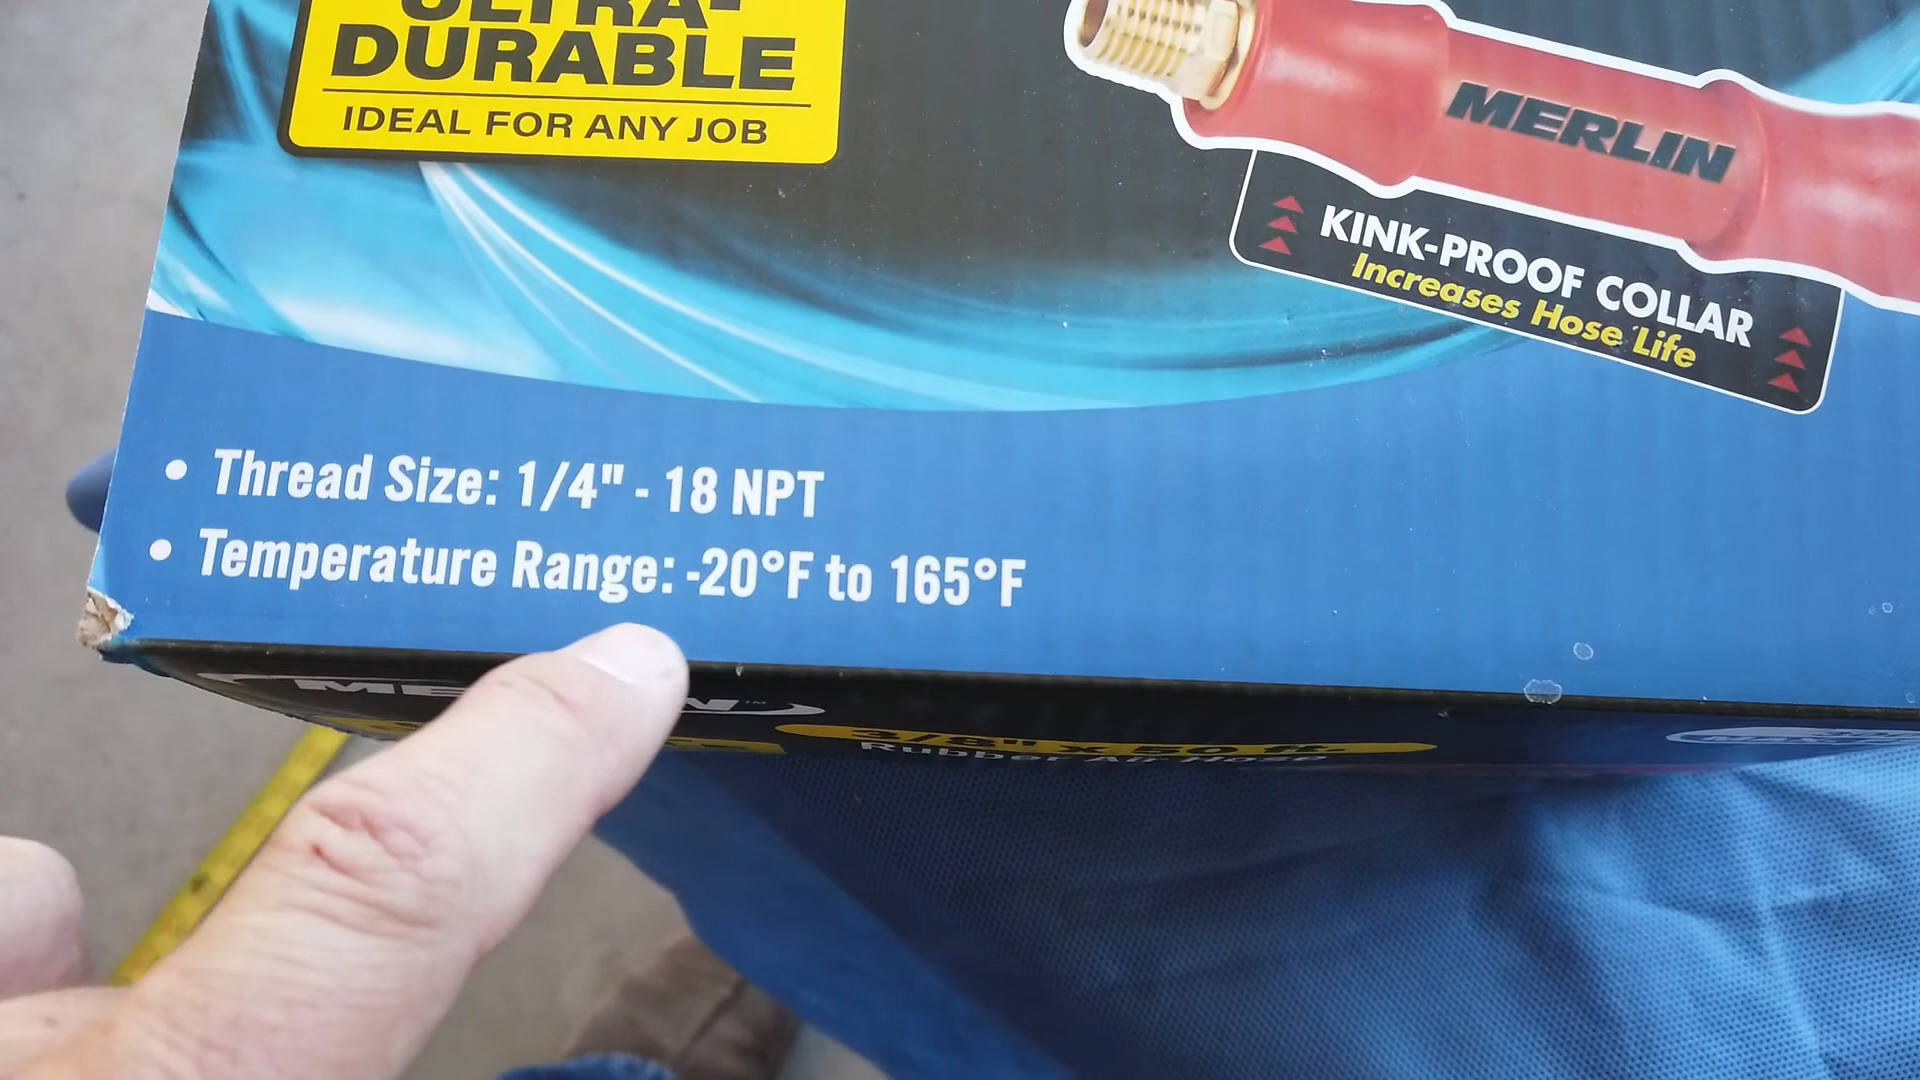 ULTRA-
DURABLE
IDEAL FOR ANY JOB
MERLIN
KINK-PROOF COLLAR
Increases Hose Life
• Thread Size: 1/4" - 18 NPT
• Temperature Range: -20°F to 165°F
3/8" x 50 ft.
Rubber Air Hose